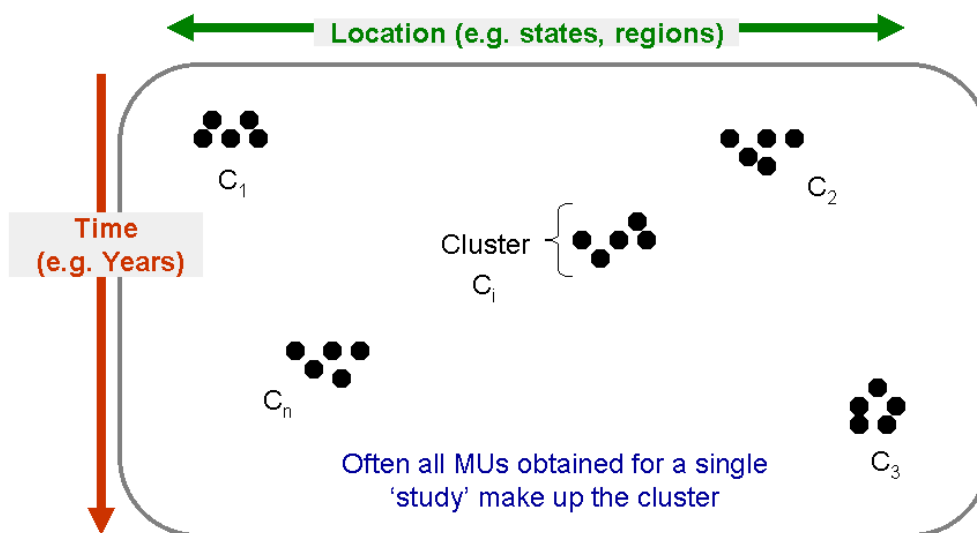 Location (e.g. states, regions)
C1
C2
Time
(e.g. Years)
Cluster
Ci
Cn
C3
Often all MUs obtained for a single
‘study’ make up the cluster